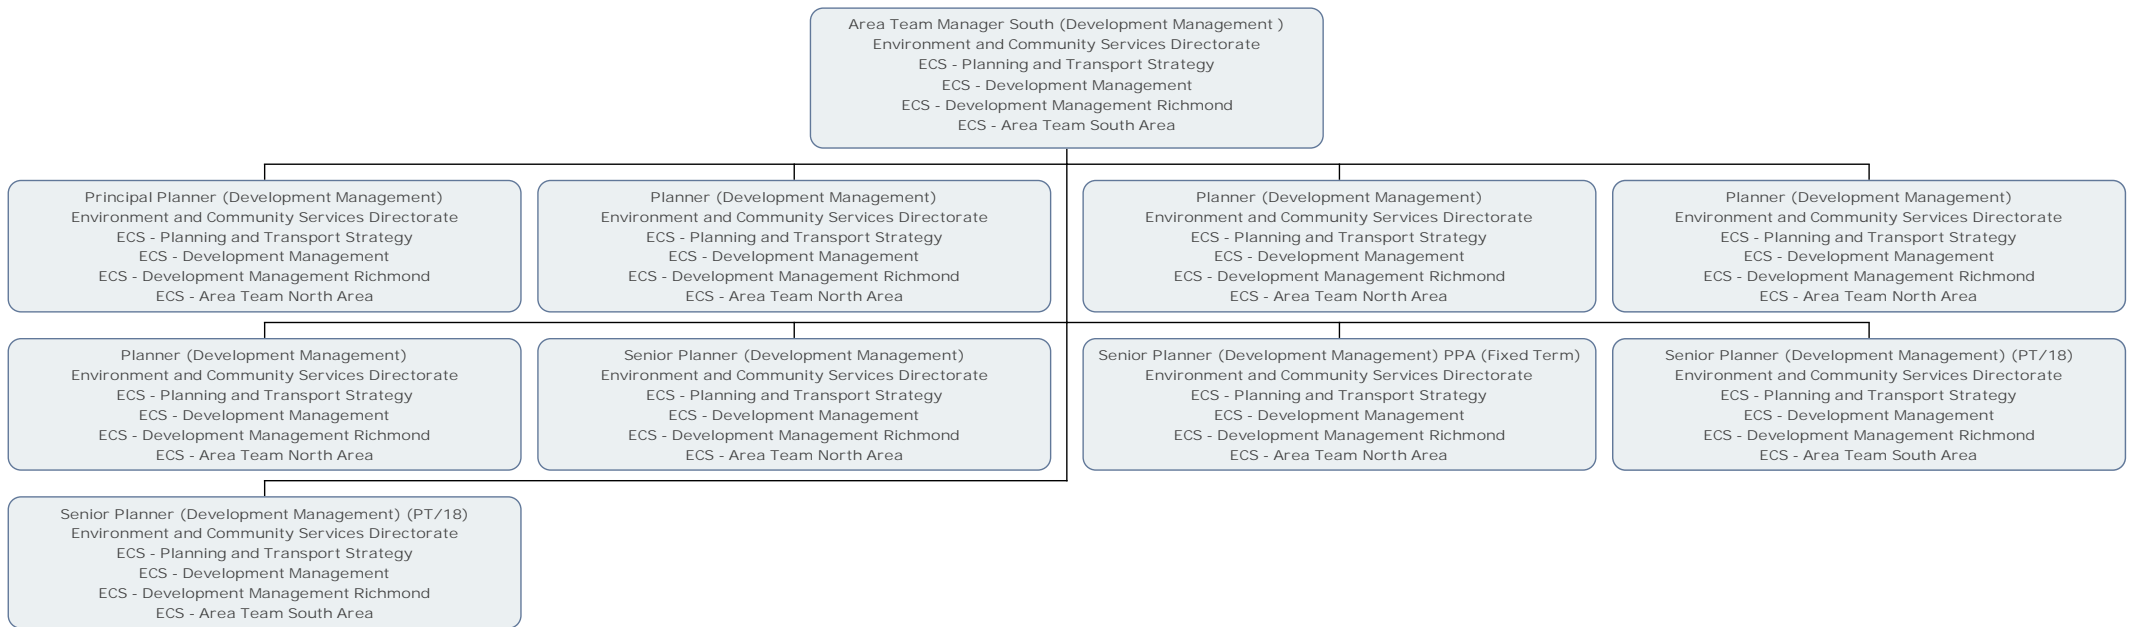 Area Team Manager South (Development Management )
Environment and Community Services Directorate
ECS - Planning and Transport Strategy
ECS - Development Management
ECS - Development Management Richmond
ECS - Area Team South Area
Principal Planner (Development Management)
Environment and Community Services Directorate
ECS - Planning and Transport Strategy
ECS - Development Management
ECS - Development Management Richmond
ECS - Area Team North Area
Planner (Development Management)
Environment and Community Services Directorate
ECS - Planning and Transport Strategy
ECS - Development Management
ECS - Development Management Richmond
ECS - Area Team North Area
Planner (Development Management)
Environment and Community Services Directorate
ECS - Planning and Transport Strategy
ECS - Development Management
ECS - Development Management Richmond
ECS - Area Team North Area
Planner (Development Management)
Environment and Community Services Directorate
ECS - Planning and Transport Strategy
ECS - Development Management
ECS - Development Management Richmond
ECS - Area Team North Area
Planner (Development Management)
Environment and Community Services Directorate
ECS - Planning and Transport Strategy
ECS - Development Management
ECS - Development Management Richmond
ECS - Area Team North Area
Senior Planner (Development Management)
Environment and Community Services Directorate
ECS - Planning and Transport Strategy
ECS - Development Management
ECS - Development Management Richmond
ECS - Area Team North Area
Senior Planner (Development Management) PPA (Fixed Term)
Environment and Community Services Directorate
ECS - Planning and Transport Strategy
ECS - Development Management
ECS - Development Management Richmond
ECS - Area Team North Area
Senior Planner (Development Management) (PT/18)
Environment and Community Services Directorate
ECS - Planning and Transport Strategy
ECS - Development Management
ECS - Development Management Richmond
ECS - Area Team South Area
Senior Planner (Development Management) (PT/18)
Environment and Community Services Directorate
ECS - Planning and Transport Strategy
ECS - Development Management
ECS - Development Management Richmond
ECS - Area Team South Area